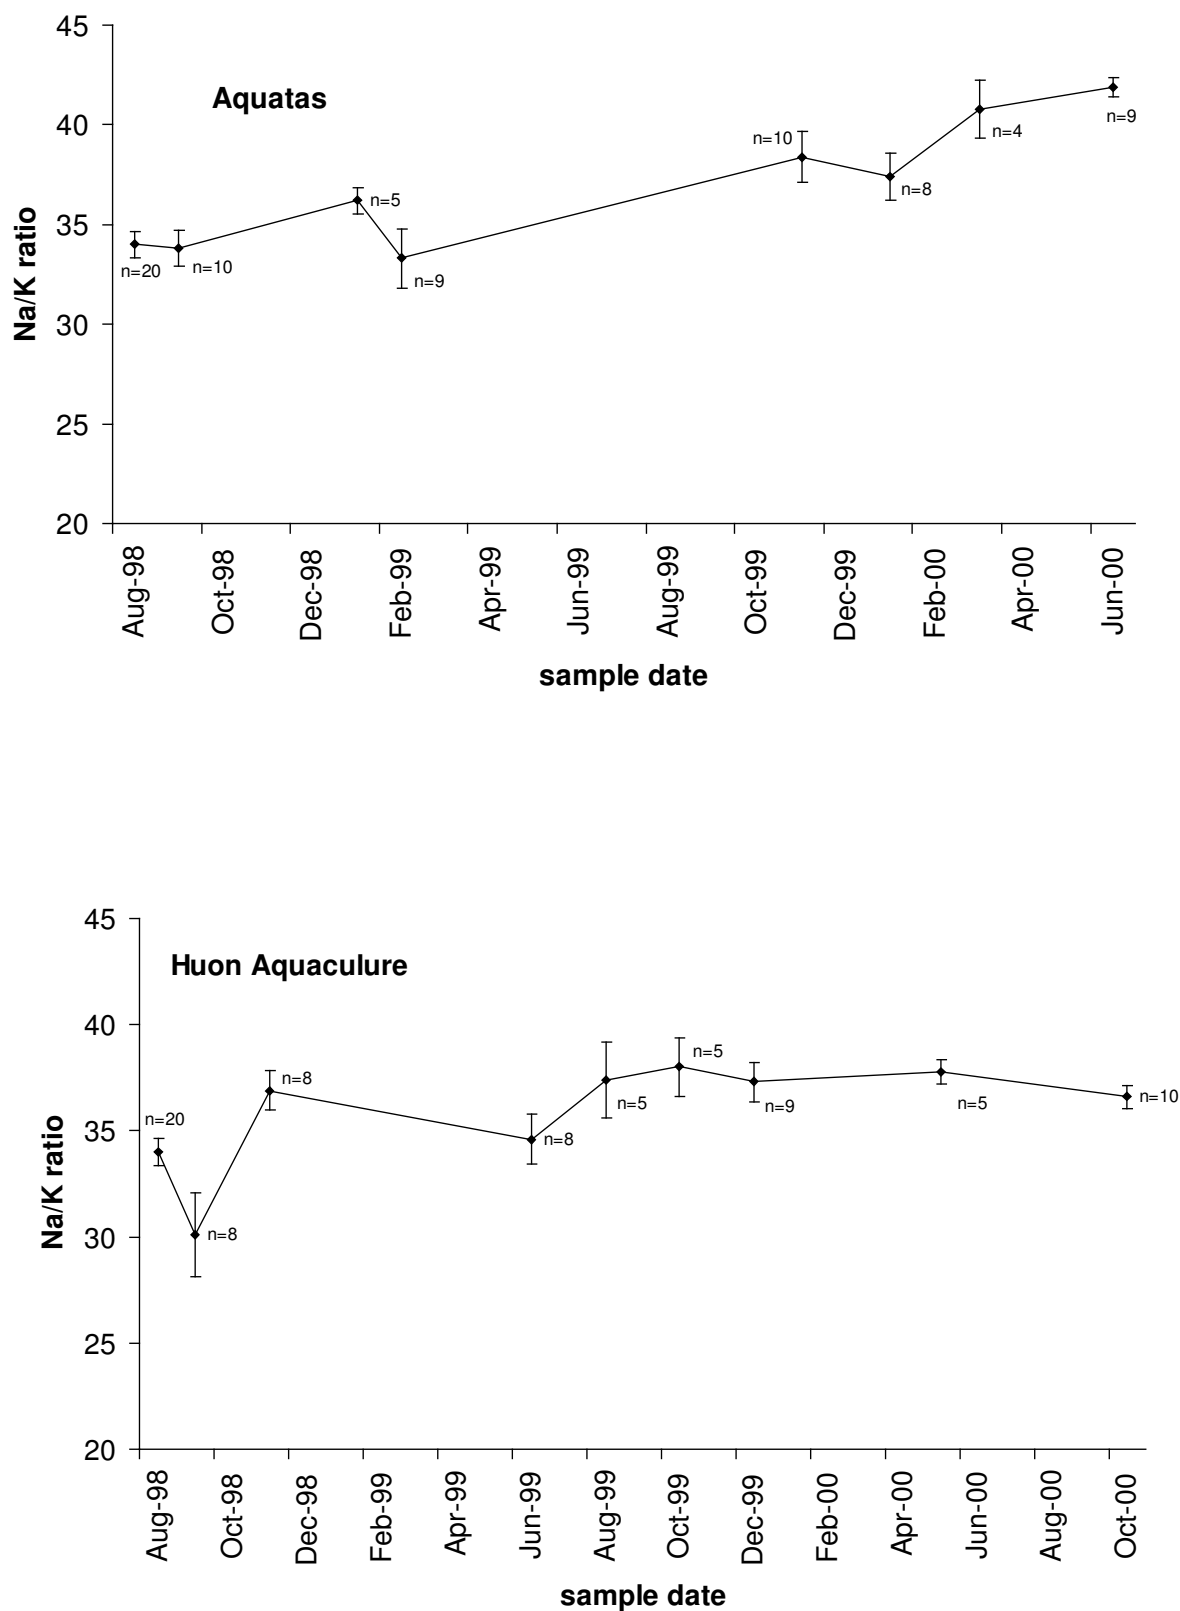 45
Aquatas
40
n=10
n=4
n=9
n=8
35
n=5
n=20
n=10
n=9
30
25
20
Na/K ratio
Aug-98
Oct-98
Dec-98
Feb-99
Apr-99
Jun-99
Aug-99
Oct-99
Dec-99
Feb-00
Apr-00
Jun-00
sample date
45
Huon Aquaculure
40
n=5
n=8
n=5
n=9
n=5
n=10
n=20
35
n=8
30
n=8
25
20
Na/K ratio
Aug-98
Oct-98
Dec-98
Feb-99
Apr-99
Jun-99
Aug-99
Oct-99
Dec-99
Feb-00
Apr-00
Jun-00
Aug-00
Oct-00
sample date